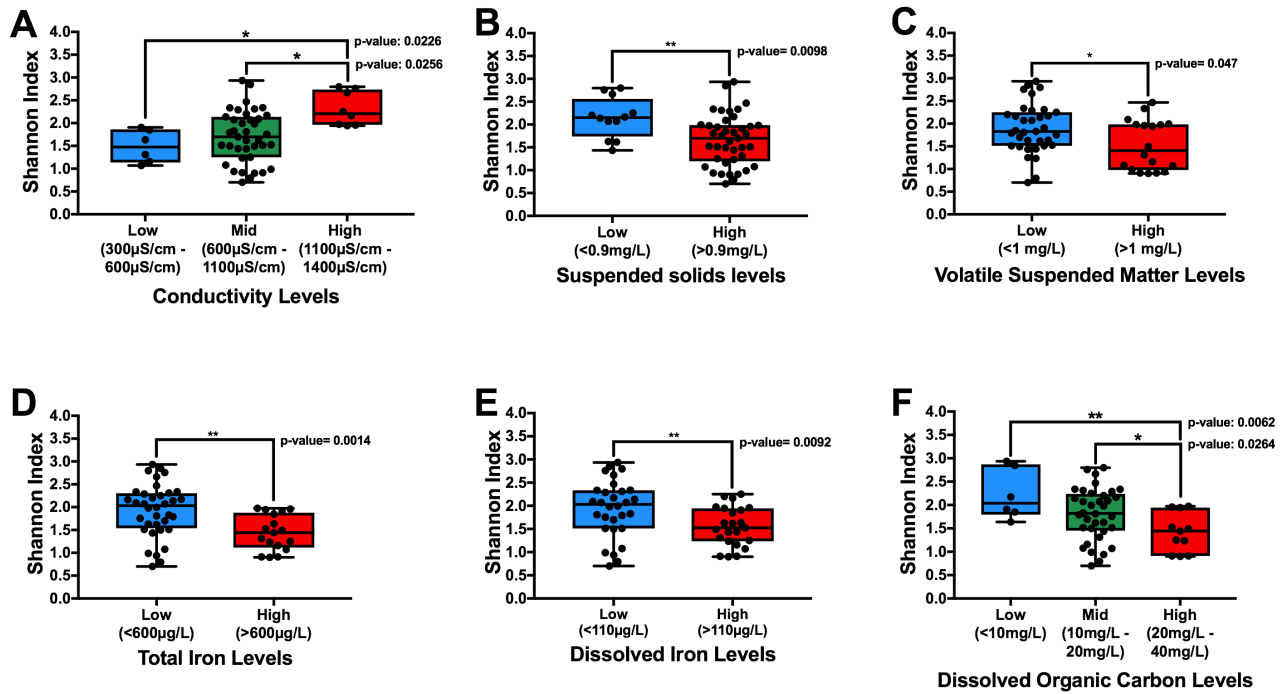 A
Shannon Index
4.0
3.5
3.0
2.5
2.0
1.5
1.0
0.5
0.0
*
p-value: 0.0226
*
p-value: 0.0256
Low
(300µS/cm -
600µS/cm)
Mid
(600µS/cm -
1100µS/cm)
High
(1100µS/cm -
1400µS/cm)
Conductivity Levels
B
Shannon Index
4.0
3.5
3.0
2.5
2.0
1.5
1.0
0.5
0.0
**
p-value= 0.0098
Low
(<0.9mg/L)
High
(>0.9mg/L)
Suspended solids levels
C
Shannon Index
4.0
3.5
3.0
2.5
2.0
1.5
1.0
0.5
0.0
*
p-value= 0.047
Low
(<1 mg/L)
High
(>1 mg/L)
Volatile Suspended Matter Levels
D
Shannon Index
4.0
3.5
3.0
2.5
2.0
1.5
1.0
0.5
0.0
**
p-value= 0.0014
Low
(<600µg/L)
High
(>600µg/L)
Total Iron Levels
E
Shannon Index
4.0
3.5
3.0
2.5
2.0
1.5
1.0
0.5
0.0
**
p-value= 0.0092
Low
(<110µg/L)
High
(>110µg/L)
Dissolved Iron Levels
F
Shannon Index
4.0
3.5
3.0
2.5
2.0
1.5
1.0
0.5
0.0
**
p-value: 0.0062
*
p-value: 0.0264
Low
(<10mg/L)
Mid
(10mg/L -
20mg/L)
High
(20mg/L -
40mg/L)
Dissolved Organic Carbon Levels